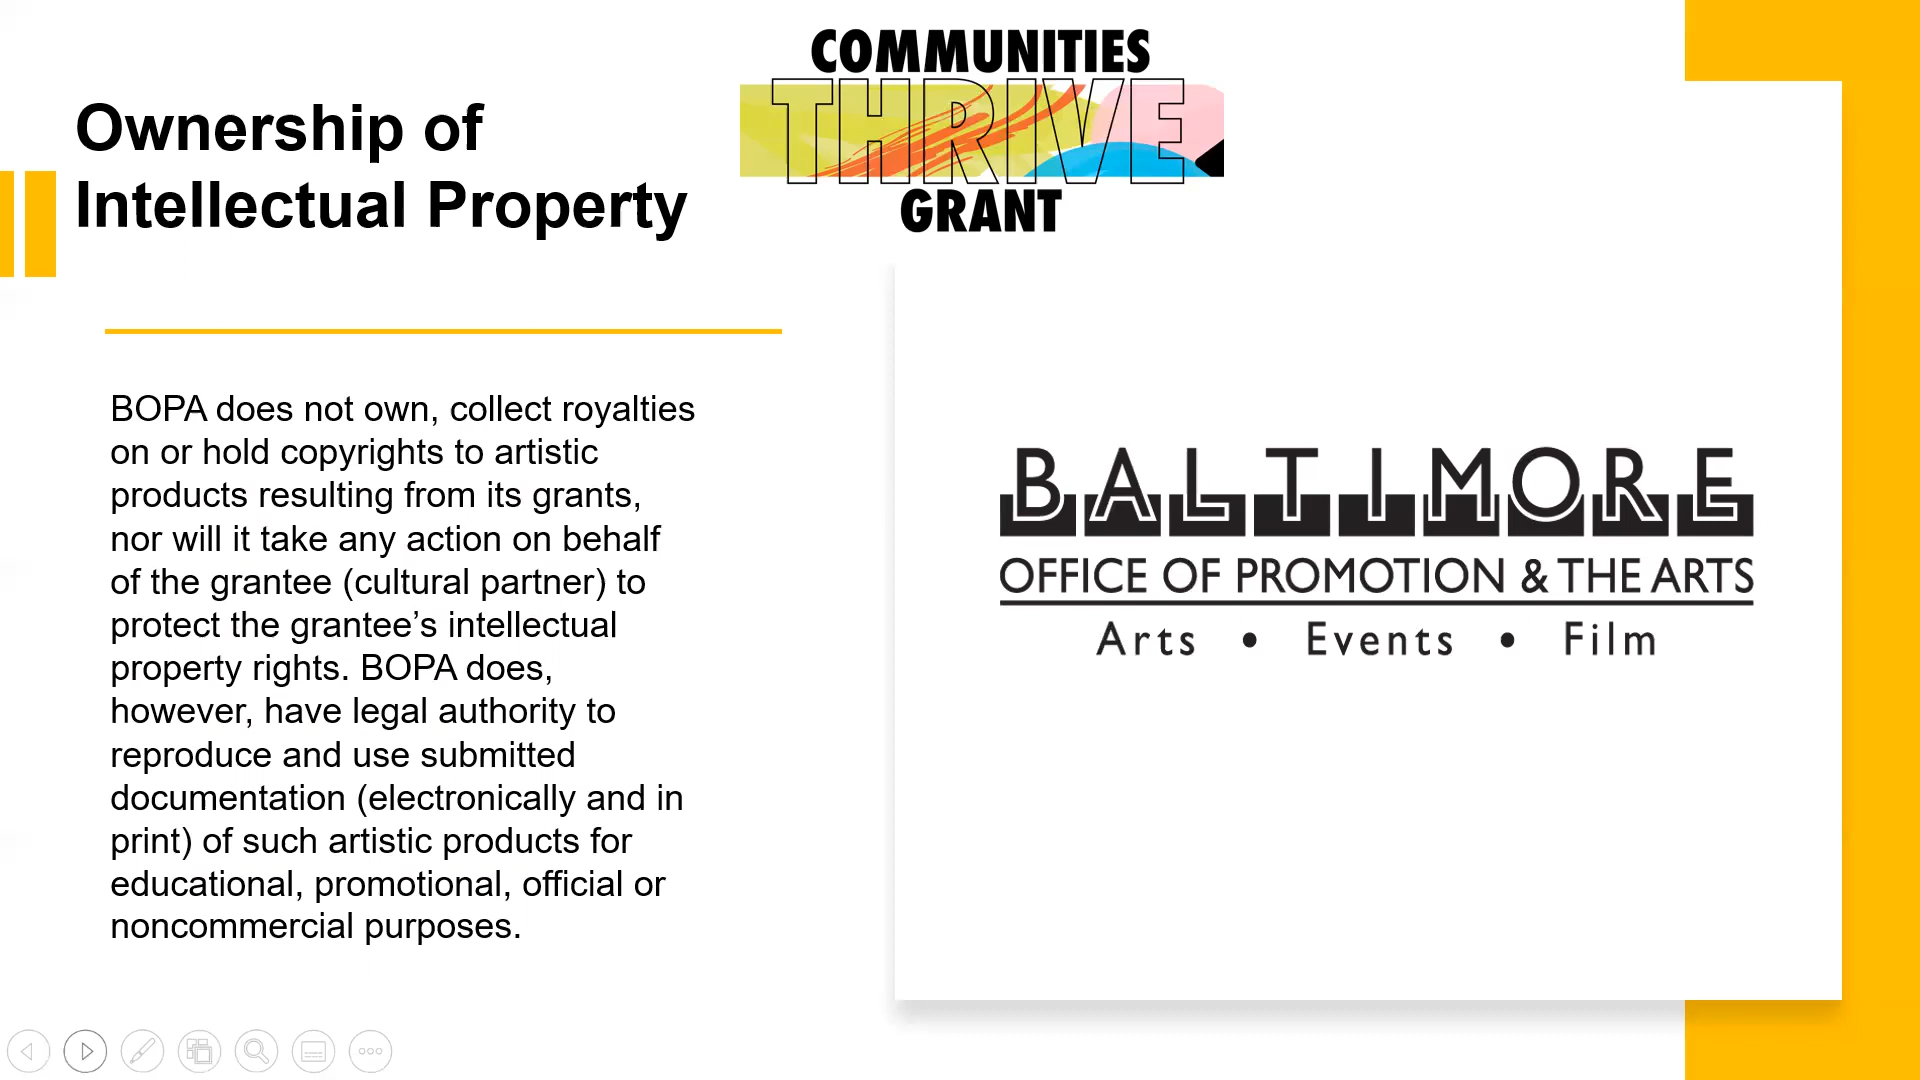 COMMUNITIES
THRIVE
GRANT
Ownership of
Intellectual Property
BOPA does not own, collect royalties
on or hold copyrights to artistic
products resulting from its grants,
nor will it take any action on behalf
of the grantee (cultural partner) to
protect the grantee’s intellectual
property rights. BOPA does,
however, have legal authority to
reproduce and use submitted
documentation (electronically and in
print) of such artistic products for
educational, promotional, official or
noncommercial purposes.
BALTIMORE
OFFICE OF PROMOTION & THE ARTS
Arts • Events • Film